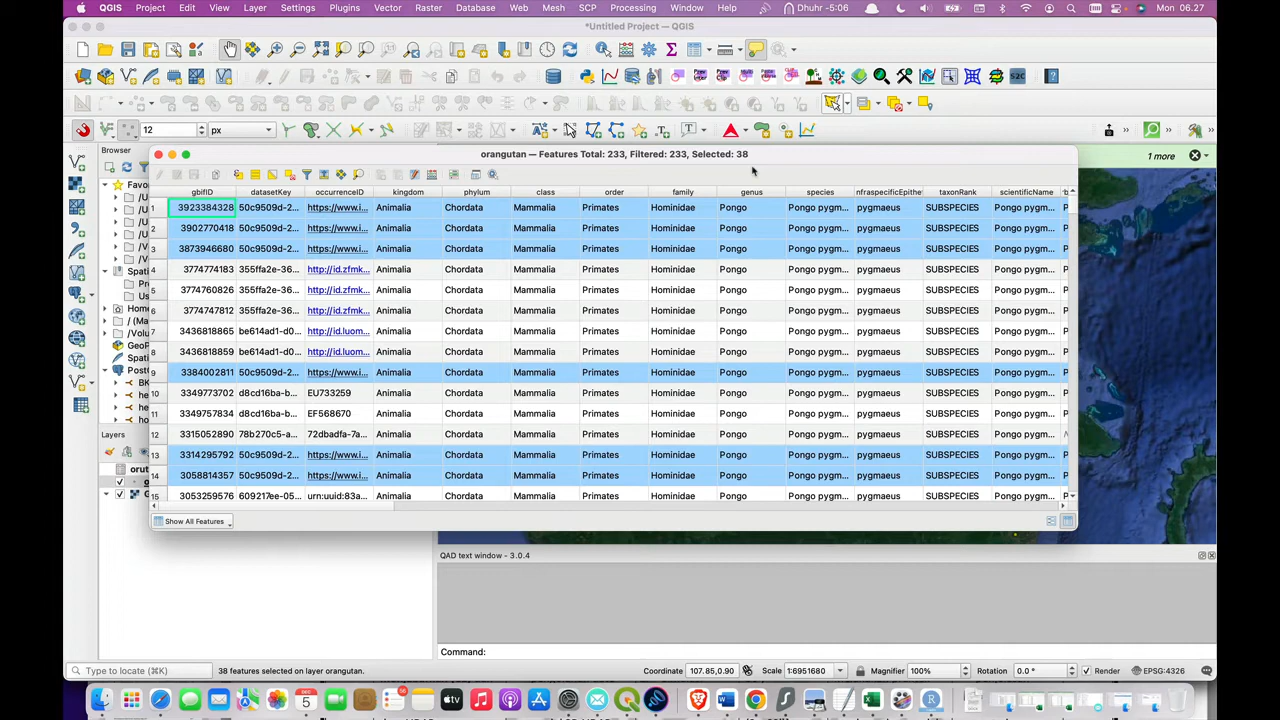 QGIS Project Edit View Layer Settings Plugins Vector Raster Database Web Mesh SCP Processing Window Help Dhuhr -5:06 Mon 06.27
*Untitled Project — QGIS
12 px
Browser
1 more
orangutan — Features Total: 233, Filtered: 233, Selected: 38
gbifID datasetKey occurrenceID kingdom phylum class order family genus species nfraspecificEpithe taxonRank scientificName
1 3923384328 50c9509d-2... https://www.i... Animalia Chordata Mammalia Primates Hominidae Pongo Pongo pygm... pygmaeus SUBSPECIES Pongo pygm... P
2 3902770418 50c9509d-2... https://www.i... Animalia Chordata Mammalia Primates Hominidae Pongo Pongo pygm... pygmaeus SUBSPECIES Pongo pygm... P
3 3873946680 50c9509d-2... https://www.i... Animalia Chordata Mammalia Primates Hominidae Pongo Pongo pygm... pygmaeus SUBSPECIES Pongo pygm... P
4 3774774183 355ffa2e-36... http://id.zfmk... Animalia Chordata Mammalia Primates Hominidae Pongo Pongo pygm... pygmaeus SUBSPECIES Pongo pygm... P
5 3774760826 355ffa2e-36... http://id.zfmk... Animalia Chordata Mammalia Primates Hominidae Pongo Pongo pygm... pygmaeus SUBSPECIES Pongo pygm... P
6 3774747812 355ffa2e-36... http://id.zfmk... Animalia Chordata Mammalia Primates Hominidae Pongo Pongo pygm... pygmaeus SUBSPECIES Pongo pygm... P
7 3436818865 be614ad1-d0... http://id.luom... Animalia Chordata Mammalia Primates Hominidae Pongo Pongo pygm... pygmaeus SUBSPECIES Pongo pygm... P
8 3436818859 be614ad1-d0... http://id.luom... Animalia Chordata Mammalia Primates Hominidae Pongo Pongo pygm... pygmaeus SUBSPECIES Pongo pygm... P
9 3384002811 50c9509d-2... https://www.i... Animalia Chordata Mammalia Primates Hominidae Pongo Pongo pygm... pygmaeus SUBSPECIES Pongo pygm... P
10 3349773702 d8cd16ba-b... EU733259 Animalia Chordata Mammalia Primates Hominidae Pongo Pongo pygm... pygmaeus SUBSPECIES Pongo pygm... P
11 3349757834 d8cd16ba-b... EF568670 Animalia Chordata Mammalia Primates Hominidae Pongo Pongo pygm... pygmaeus SUBSPECIES Pongo pygm... P
12 3315052890 78b270c5-a... 72dbadfa-7a... Animalia Chordata Mammalia Primates Hominidae Pongo Pongo pygm... pygmaeus SUBSPECIES Pongo pygm...
13 3314295792 50c9509d-2... https://www.i... Animalia Chordata Mammalia Primates Hominidae Pongo Pongo pygm... pygmaeus SUBSPECIES Pongo pygm... P
14 3058814357 50c9509d-2... https://www.i... Animalia Chordata Mammalia Primates Hominidae Pongo Pongo pygm... pygmaeus SUBSPECIES Pongo pygm... P
15 3053259576 609217ee-05... urn:uuid:83a... Animalia Chordata Mammalia Primates Hominidae Pongo Pongo pygm... pygmaeus SUBSPECIES Pongo pygm... P
Show All Features
Favo
Spati
Home
GeoP
Post
Layers
QAD text window - 3.0.4
Command:
Type to locate (⌘K) 38 features selected on layer orangutan. Coordinate 107.85,0.90 Scale 1:6951680 Magnifier 100% Rotation 0.0 ° Render EPSG:4326
DEC 5